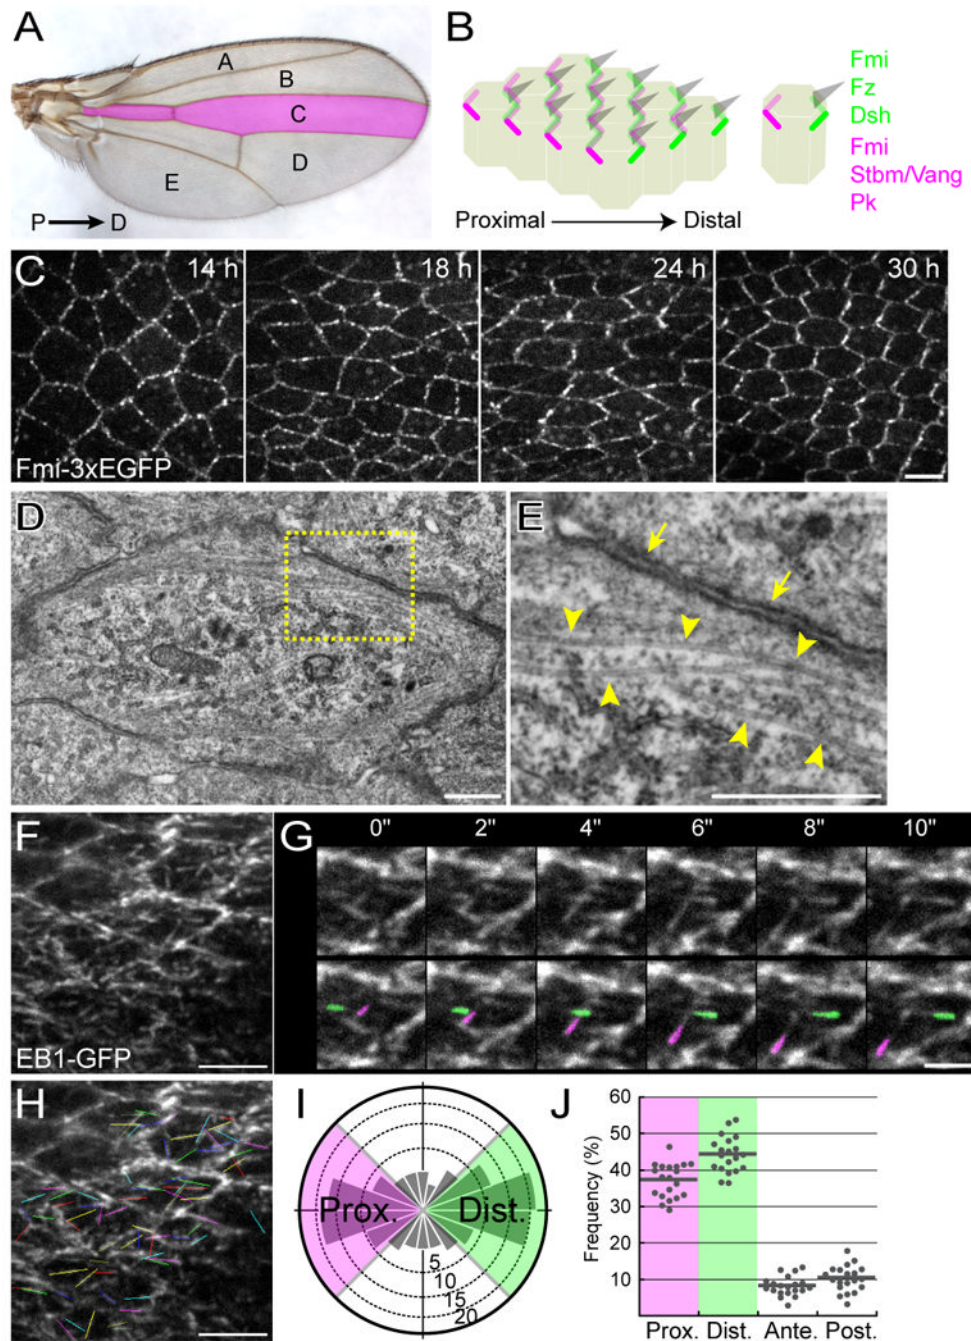 A
A
B
C
D
E
P D
B
Fmi
Fz
Dsh
Fmi
Stbm/Vang
Pk
Proximal Distal
C 14 h 18 h 24 h 30 h
Fmi-3xEGFP
D
E
F
EB1-GFP
G 0" 2" 4" 6" 8" 10"
H
I
Prox. Dist.
5
10
15
20
J
Frequency (%)
60
50
40
30
20
10
Prox. Dist. Ante. Post.